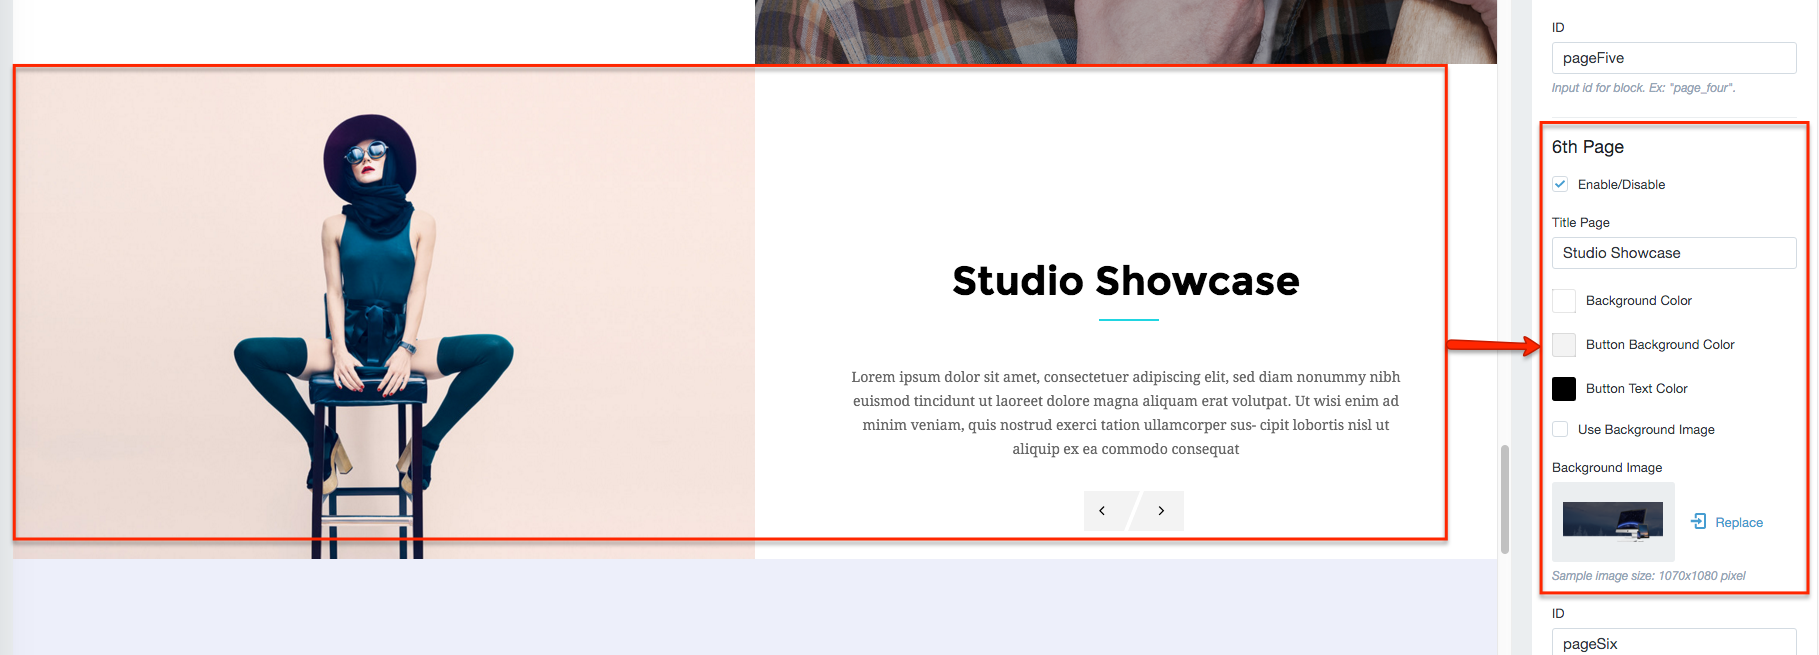 Studio Showcase
Lorem ipsum dolor sit amet, consectetuer adipiscing elit, sed diam nonummy nibh
euismod tincidunt ut laoreet dolore magna aliquam erat volutpat. Ut wisi enim ad
minim veniam, quis nostrud exerci tation ullamcorper sus- cipit lobortis nisl ut
aliquip ex ea commodo consequat
ID
pageFive
Input id for block. Ex: "page_four".
6th Page
Enable/Disable
Title Page
Studio Showcase
Background Color
Button Background Color
Button Text Color
Use Background Image
Background Image
Replace
Sample image size: 1070x1080 pixel
ID
pageSix